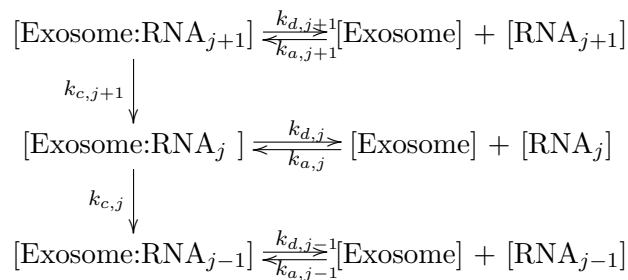 [Exosome:RNA_{j+1}] k_{d,j+1} k_{a,j+1} [Exosome] + [RNA_{j+1}]
k_{c,j+1}
[Exosome:RNA_j ] k_{d,j} k_{a,j} [Exosome] + [RNA_j]
k_{c,j}
[Exosome:RNA_{j−1}] k_{d,j−1} k_{a,j−1} [Exosome] + [RNA_{j−1}]